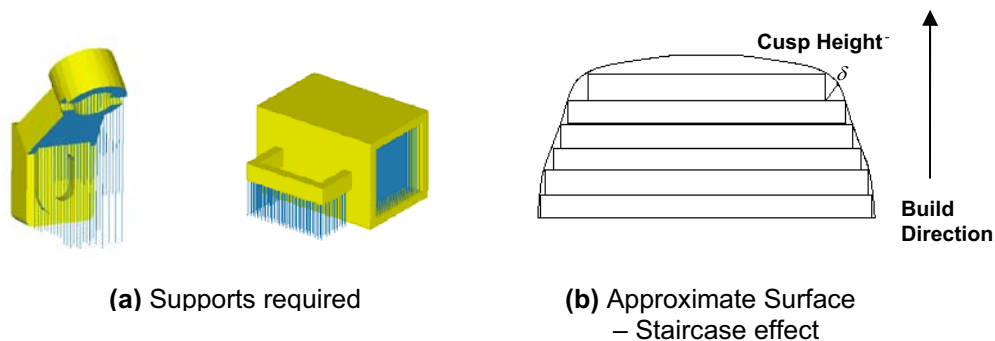 Cusp Height
δ
Build
Direction
(a) Supports required
(b) Approximate Surface
– Staircase effect